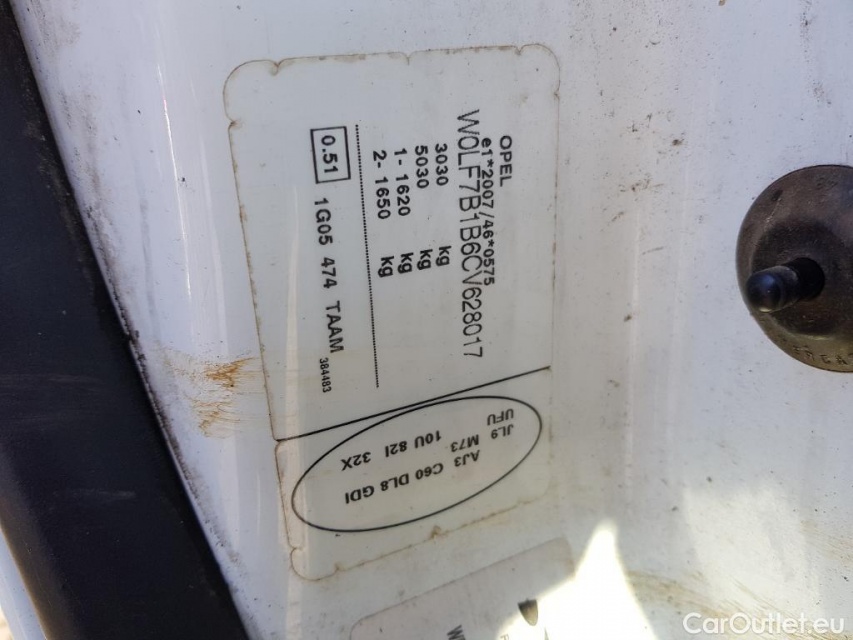 OPEL
e1*2007/46*0575
W0LF7B1B6CV628017
3030 kg
5030 kg
1- 1620 kg
2- 1650 kg
0.51 1G05 474 TAAM 384483
AJ3 C60 DL8 GDI
JL9 M73 10U 82I 32X
UFU
W
CarOutlet.eu